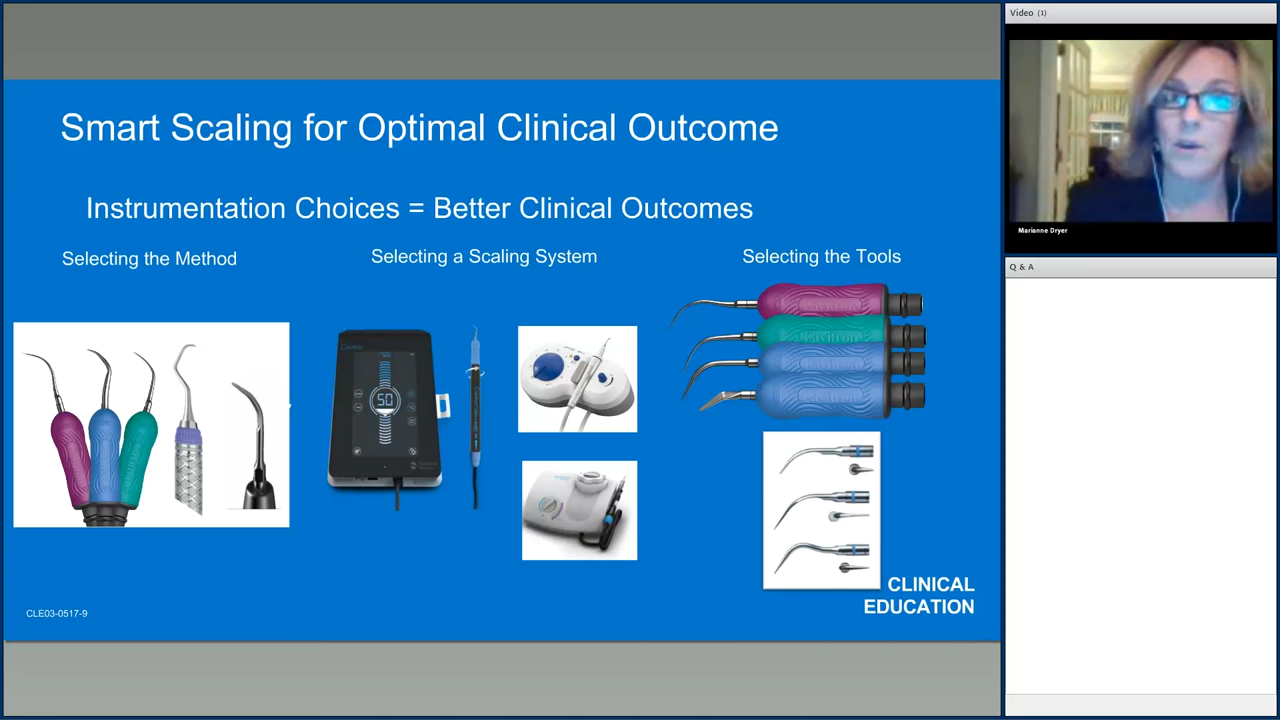 Smart Scaling for Optimal Clinical Outcome
Instrumentation Choices = Better Clinical Outcomes
Selecting the Method
Selecting a Scaling System
Selecting the Tools
50
CLINICAL
EDUCATION
CLE03-0517-9
Video (1)
Marianne Dryer
Q & A